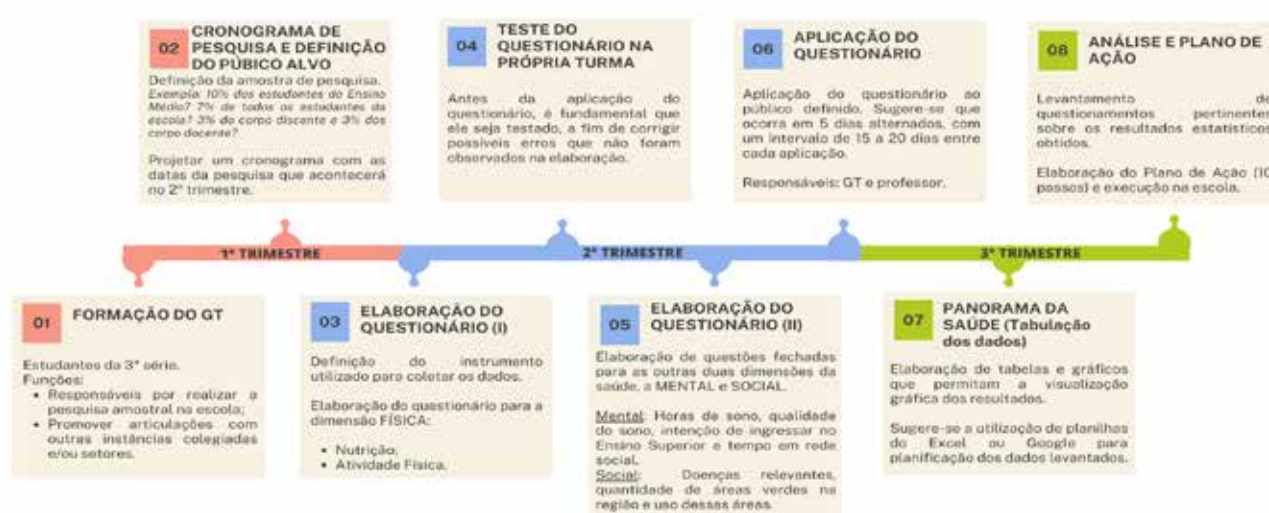 02
CRONOGRAMA DE
PESQUISA E DEFINIÇÃO
DO PÚBICO ALVO
Definição da amostra de pesquisa.
Exemplo: 10% dos estudantes do Ensino
Médio? 7% de todos os estudantes da
escola? 3% do corpo discente e 3% dos
corpo docente?
Projetar um cronograma com as
datas da pesquisa que acontecerá
no 2º trimestre.
04
TESTE DO
QUESTIONÁRIO NA
PRÓPRIA TURMA
Antes da aplicação do
questionário, é fundamental que
ele seja testado, a fim de corrigir
possíveis erros que não foram
observados na elaboração.
06
APLICAÇÃO DO
QUESTIONÁRIO
Aplicação do questionário ao
público definido. Sugere-se que
ocorra em 5 dias alternados, com
um intervalo de 15 a 20 dias entre
cada aplicação.
Responsáveis: GT e professor.
08
ANÁLISE E PLANO DE
AÇÃO
Levantamento de
questionamentos pertinentes
sobre os resultados estatísticos
obtidos.
Elaboração do Plano de Ação (10
passos) e execução na escola.
1º TRIMESTRE
2º TRIMESTRE
3º TRIMESTRE
01
FORMAÇÃO DO GT
Estudantes da 3ª série.
Funções:
• Responsáveis por realizar a
pesquisa amostral na escola;
• Promover articulações com
outras instâncias colegiadas
e/ou setores.
03
ELABORAÇÃO DO
QUESTIONÁRIO (I)
Definição do instrumento
utilizado para coletar os dados.
Elaboração do questionário para a
dimensão FÍSICA:
• Nutrição;
• Atividade Física.
05
ELABORAÇÃO DO
QUESTIONÁRIO (II)
Elaboração de questões fechadas
para as outras duas dimensões da
saúde, a MENTAL e SOCIAL.
Mental: Horas de sono, qualidade
do sono, intenção de ingressar no
Ensino Superior e tempo em rede
social.
Social: Doenças relevantes,
quantidade de áreas verdes na
região e uso dessas áreas.
07
PANORAMA DA
SAÚDE (Tabulação
dos dados)
Elaboração de tabelas e gráficos
que permitam a visualização
gráfica dos resultados.
Sugere-se a utilização de planilhas
do Excel ou Google para
planificação dos dados levantados.